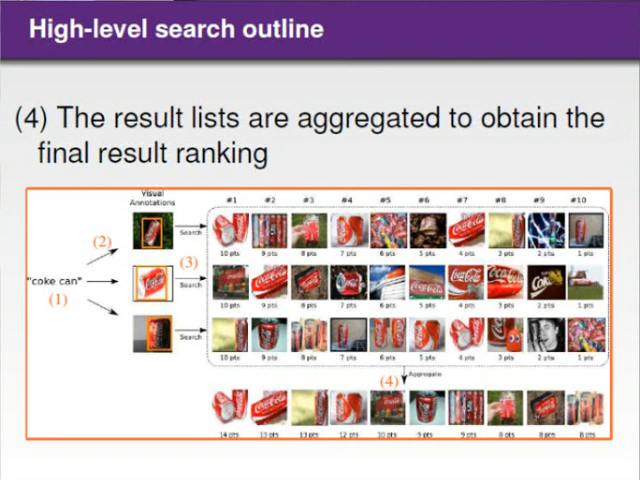 High-level search outline
(4) The result lists are aggregated to obtain the
final result ranking
Visual
Annotations
#1 #2 #3 #4 #5 #6 #7 #8 #9 #10
(2)
Search
10 pts 9 pts 8 pts 7 pts 6 pts 5 pts 4 pts 3 pts 2 pts 1 pts
(3)
"coke can"
Search
(1)
10 pts 9 pts 8 pts 7 pts 6 pts 5 pts 4 pts 3 pts 2 pts 1 pts
Search
10 pts 9 pts 8 pts 7 pts 6 pts 5 pts 4 pts 3 pts 2 pts 1 pts
(4) Aggregate
14 pts 13 pts 13 pts 12 pts 10 pts 9 pts 9 pts 8 pts 8 pts 8 pts